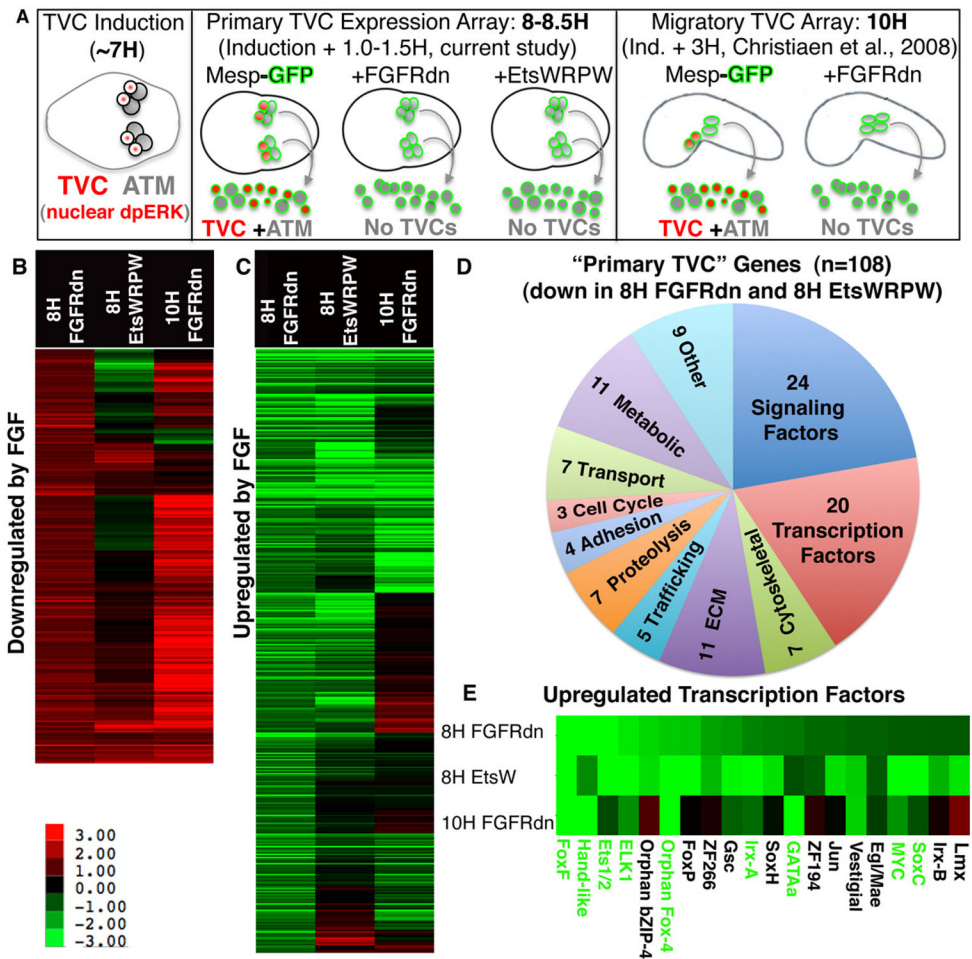 A
TVC Induction
(~7H)
TVC ATM
(nuclear dpERK)
Primary TVC Expression Array: 8-8.5H
(Induction + 1.0-1.5H, current study)
Mesp-GFP +FGFRdn +EtsWRPW
TVC +ATM No TVCs No TVCs
Migratory TVC Array: 10H
(Ind. + 3H, Christiaen et al., 2008)
Mesp-GFP +FGFRdn
TVC +ATM No TVCs
B
8H
FGFRdn
8H
EtsWRPW
10H
FGFRdn
Downregulated by FGF
3.00
2.00
1.00
0.00
-1.00
-2.00
-3.00
C
8H
FGFRdn
8H
EtsWRPW
10H
FGFRdn
Upregulated by FGF
D
“Primary TVC” Genes (n=108)
(down in 8H FGFRdn and 8H EtsWRPW)
24
Signaling
Factors
20
Transcription
Factors
7 Cytoskeletal
11 ECM
5 Trafficking
7 Proteolysis
4 Adhesion
3 Cell Cycle
7 Transport
11 Metabolic
9 Other
E
Upregulated Transcription Factors
8H FGFRdn
8H EtsW
10H FGFRdn
FoxF
Hand-like
Ets1/2
ELK1
Orphan bZIP-4
Orphan Fox-4
FoxP
ZF266
Gsc
Irx-A
SoxH
GATAa
ZF194
Jun
Vestigial
Egl/Mae
MYC
SoxC
Irx-B
Lmx